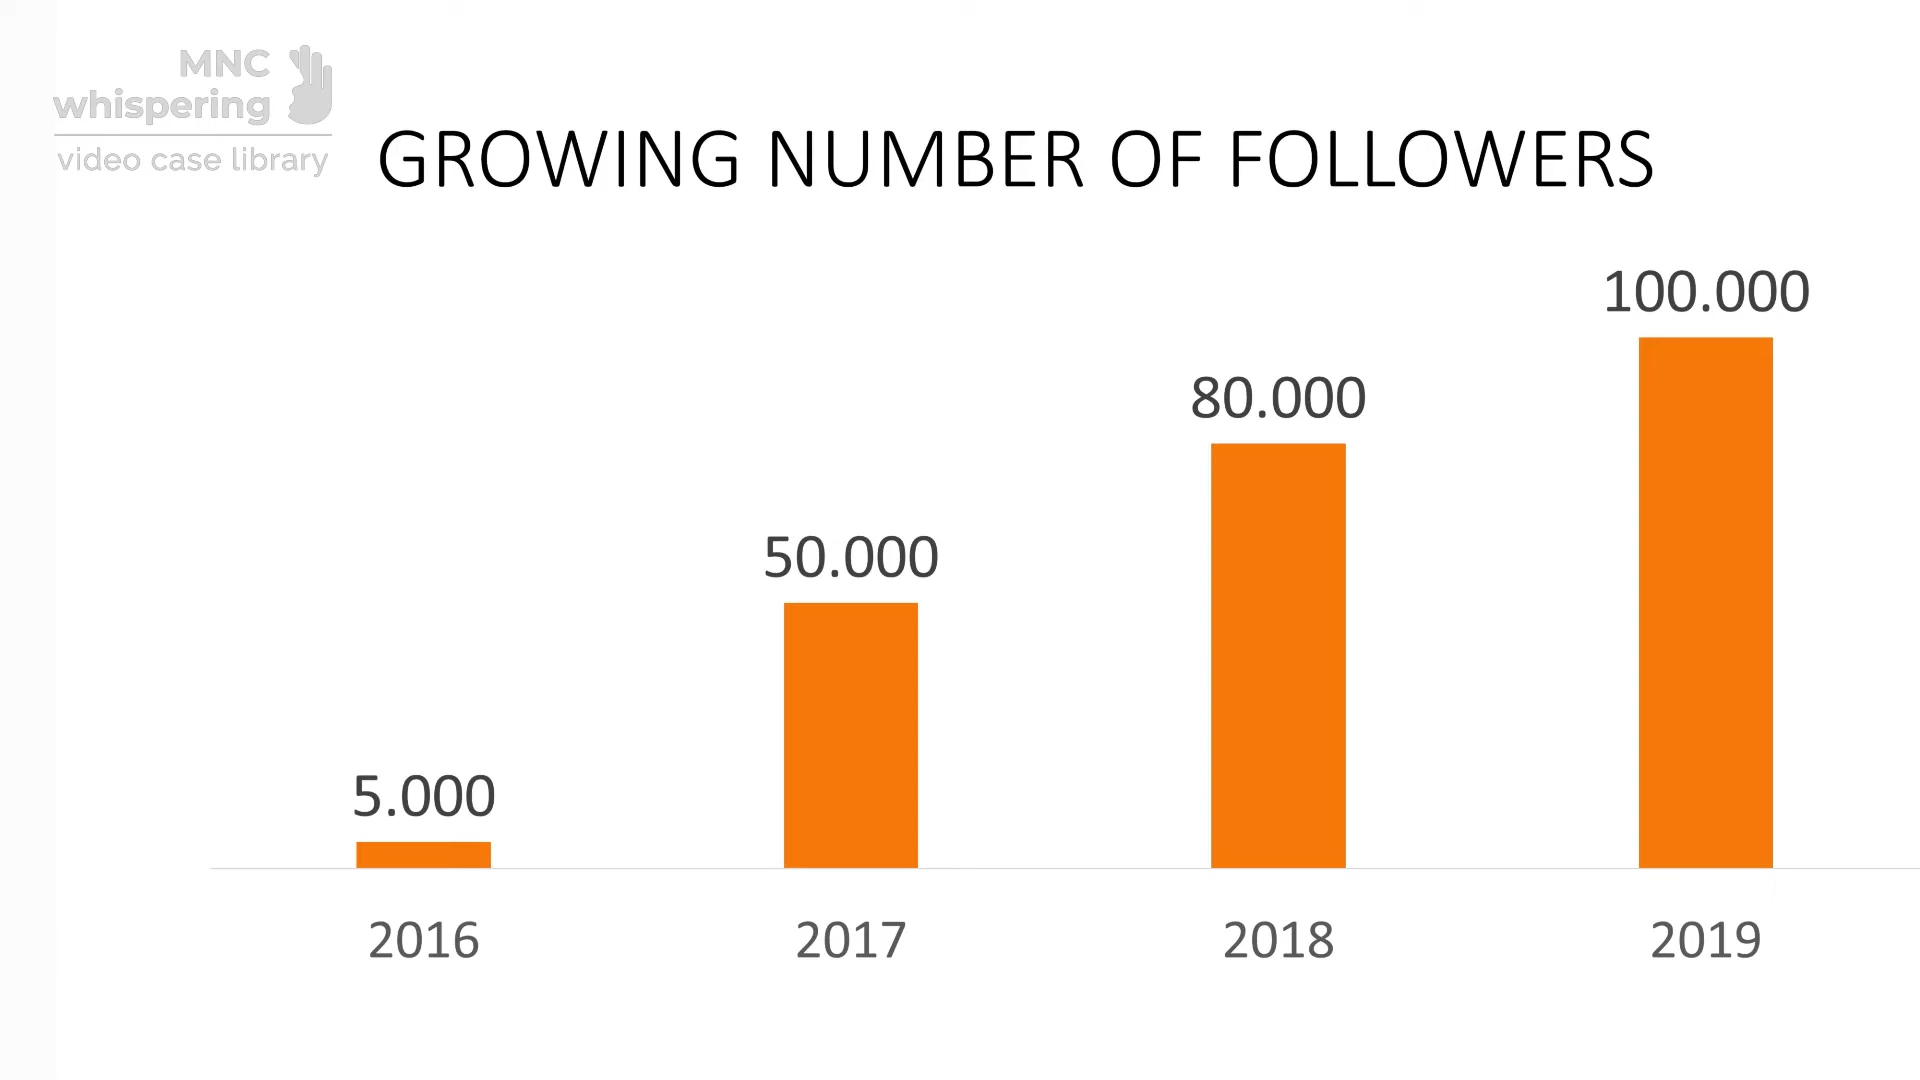 MNC
whispering
video case library
GROWING NUMBER OF FOLLOWERS
100.000
80.000
50.000
5.000
2016 2017 2018 2019